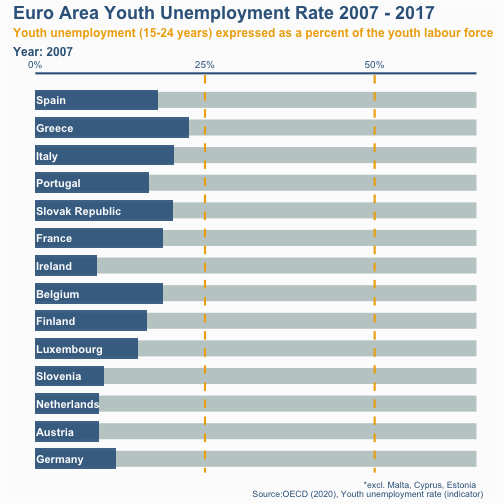 Euro Area Youth Unemployment Rate 2007 - 2017
Youth unemployment (15-24 years) expressed as a percent of the youth labour force
Year: 2007
0% 25% 50%
Spain
Greece
Italy
Portugal
Slovak Republic
France
Ireland
Belgium
Finland
Luxembourg
Slovenia
Netherlands
Austria
Germany
*excl. Malta, Cyprus, Estonia
Source:OECD (2020), Youth unemployment rate (indicator)